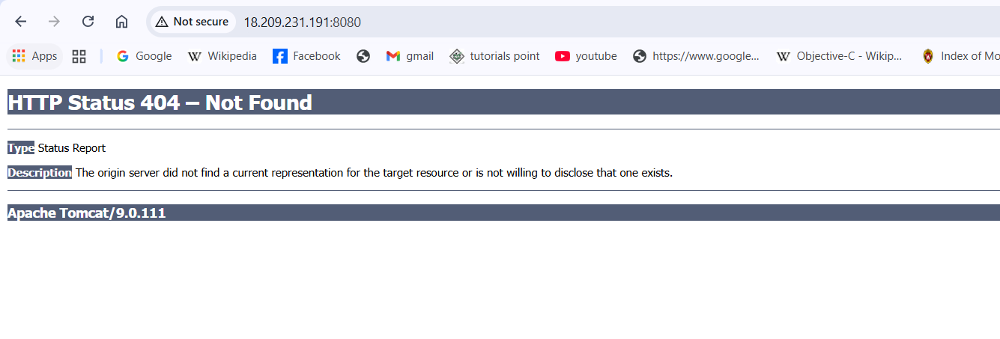 Not secure 18.209.231.191:8080
Apps Google Wikipedia Facebook gmail tutorials point youtube https://www.google... Objective-C - Wikip... Index of Mo
HTTP Status 404 – Not Found
Type Status Report
Description The origin server did not find a current representation for the target resource or is not willing to disclose that one exists.
Apache Tomcat/9.0.111